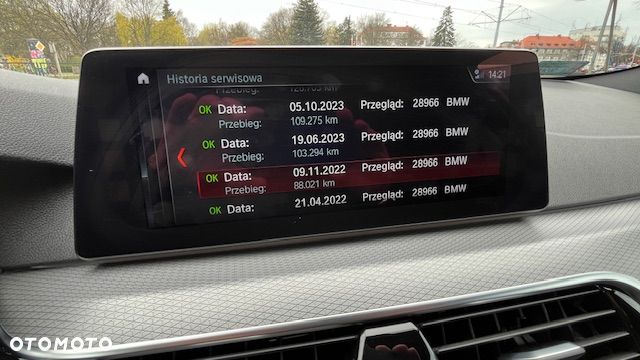 Historia serwisowa
14:21
Przebieg:
OK Data: 05.10.2023 Przegląd: 28966 BMW
Przebieg: 109.275 km
OK Data: 19.06.2023 Przegląd: 28966 BMW
Przebieg: 103.294 km
OK Data: 09.11.2022 Przegląd: 28966 BMW
Przebieg: 88.021 km
OK Data: 21.04.2022 Przegląd: 28966 BMW
OTOMOTO